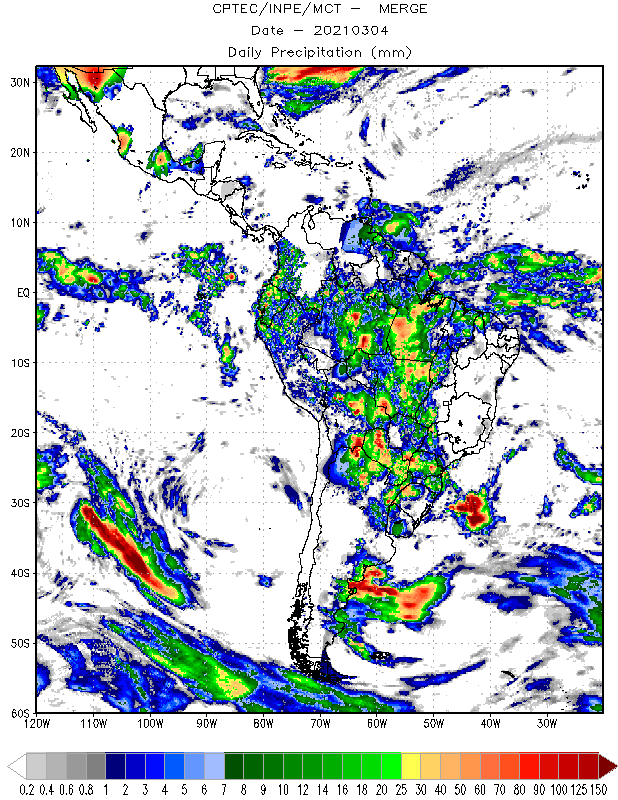 CPTEC/INPE/MCT - MERGE
Date - 20210304
Daily Precipitation (mm)
30N
20N
10N
EQ
10S
20S
30S
40S
50S
60S
120W 110W 100W 90W 80W 70W 60W 50W 40W 30W
0.2 0.4 0.6 0.8 1 2 3 4 5 6 7 8 9 10 12 14 16 18 20 25 30 40 50 60 70 80 90 100 125 150